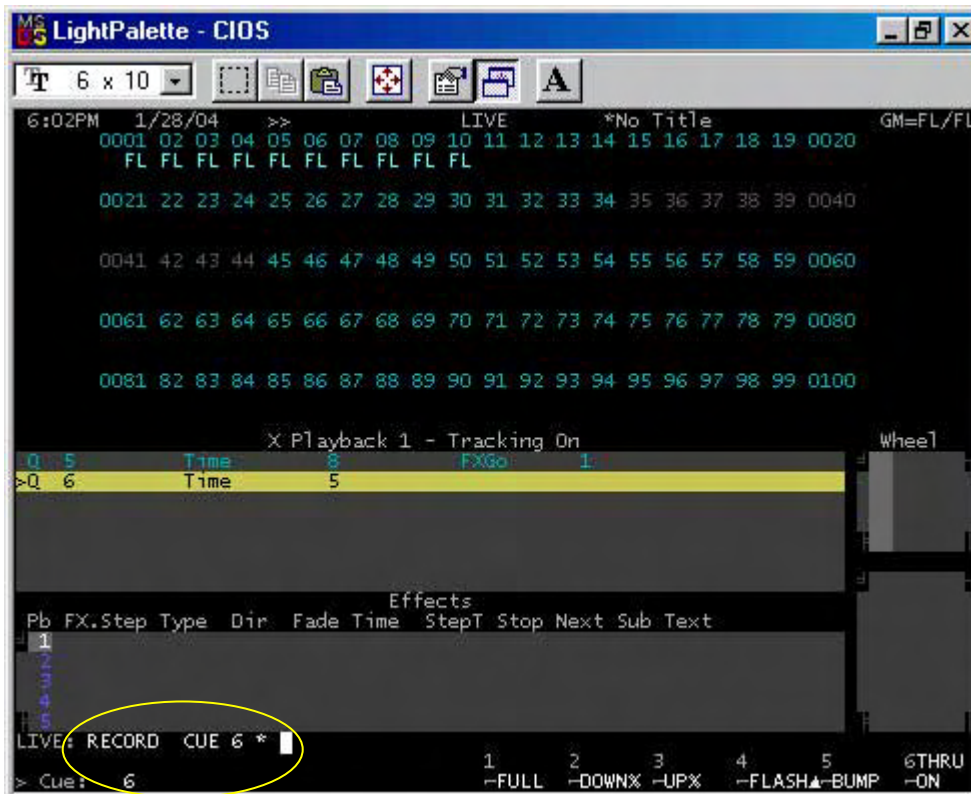 LightPalette - CIOS
6 x 10
A
6:02PM 1/28/04 >> LIVE *No Title GM=FL/FL
0001 02 03 04 05 06 07 08 09 10 11 12 13 14 15 16 17 18 19 0020
FL FL FL FL FL FL FL FL FL FL
0021 22 23 24 25 26 27 28 29 30 31 32 33 34 35 36 37 38 39 0040
0041 42 43 44 45 46 47 48 49 50 51 52 53 54 55 56 57 58 59 0060
0061 62 63 64 65 66 67 68 69 70 71 72 73 74 75 76 77 78 79 0080
0081 82 83 84 85 86 87 88 89 90 91 92 93 94 95 96 97 98 99 0100
X Playback 1 - Tracking On Wheel
Q 5 Time 8 FXGo 1
>Q 6 Time 5
Effects
Pb FX.Step Type Dir Fade Time StepT Stop Next Sub Text
1
2
3
4
5
LIVE: RECORD CUE 6 *
1 2 3 4 5 6THRU
> Cue: 6 FULL DOWN% UP% FLASH▲ BUMP ON